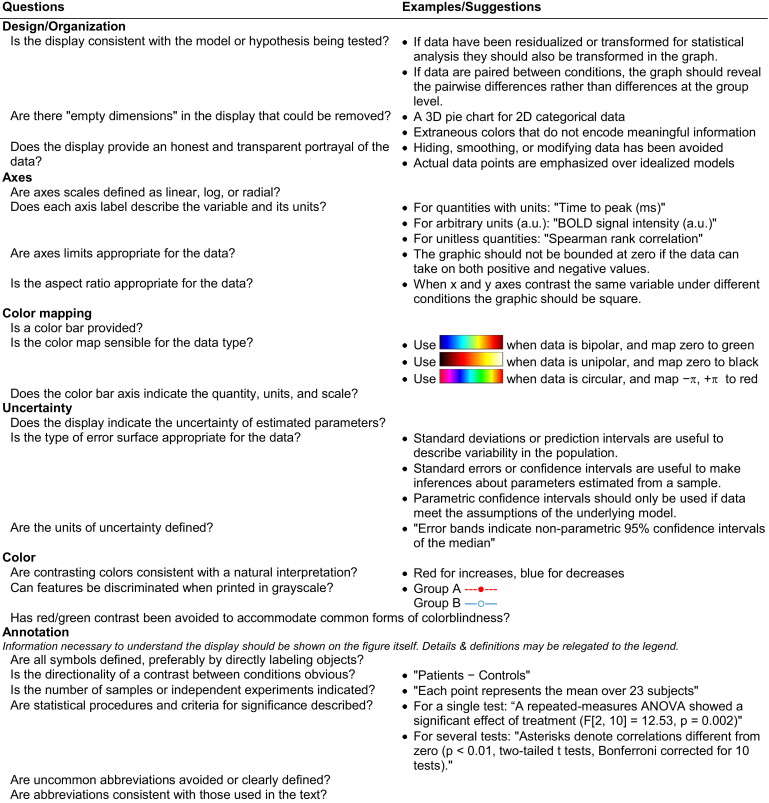 Questions Examples/Suggestions
Design/Organization
Is the display consistent with the model or hypothesis being tested? • If data have been residualized or transformed for statistical
analysis they should also be transformed in the graph.
• If data are paired between conditions, the graph should reveal
the pairwise differences rather than differences at the group
level.
Are there "empty dimensions" in the display that could be removed? • A 3D pie chart for 2D categorical data
• Extraneous colors that do not encode meaningful information
Does the display provide an honest and transparent portrayal of the • Hiding, smoothing, or modifying data has been avoided
data? • Actual data points are emphasized over idealized models
Axes
Are axes scales defined as linear, log, or radial?
Does each axis label describe the variable and its units? • For quantities with units: "Time to peak (ms)"
• For arbitrary units (a.u.): "BOLD signal intensity (a.u.)"
• For unitless quantities: "Spearman rank correlation"
Are axes limits appropriate for the data? • The graphic should not be bounded at zero if the data can
take on both positive and negative values.
Is the aspect ratio appropriate for the data? • When x and y axes contrast the same variable under different
conditions the graphic should be square.
Color mapping
Is a color bar provided?
Is the color map sensible for the data type? • Use when data is bipolar, and map zero to green
• Use when data is unipolar, and map zero to black
• Use when data is circular, and map −π, +π to red
Does the color bar axis indicate the quantity, units, and scale?
Uncertainty
Does the display indicate the uncertainty of estimated parameters?
Is the type of error surface appropriate for the data? • Standard deviations or prediction intervals are useful to
describe variability in the population.
• Standard errors or confidence intervals are useful to make
inferences about parameters estimated from a sample.
• Parametric confidence intervals should only be used if data
meet the assumptions of the underlying model.
Are the units of uncertainty defined? • "Error bands indicate non-parametric 95% confidence intervals
of the median"
Color
Are contrasting colors consistent with a natural interpretation? • Red for increases, blue for decreases
Can features be discriminated when printed in grayscale? • Group A
Group B
Has red/green contrast been avoided to accommodate common forms of colorblindness?
Annotation
Information necessary to understand the display should be shown on the figure itself. Details & definitions may be relegated to the legend.
Are all symbols defined, preferably by directly labeling objects?
Is the directionality of a contrast between conditions obvious? • "Patients − Controls"
Is the number of samples or independent experiments indicated? • "Each point represents the mean over 23 subjects"
Are statistical procedures and criteria for significance described? • For a single test: “A repeated-measures ANOVA showed a
significant effect of treatment (F[2, 10] = 12.53, p = 0.002)"
• For several tests: "Asterisks denote correlations different from
zero (p < 0.01, two-tailed t tests, Bonferroni corrected for 10
tests)."
Are uncommon abbreviations avoided or clearly defined?
Are abbreviations consistent with those used in the text?